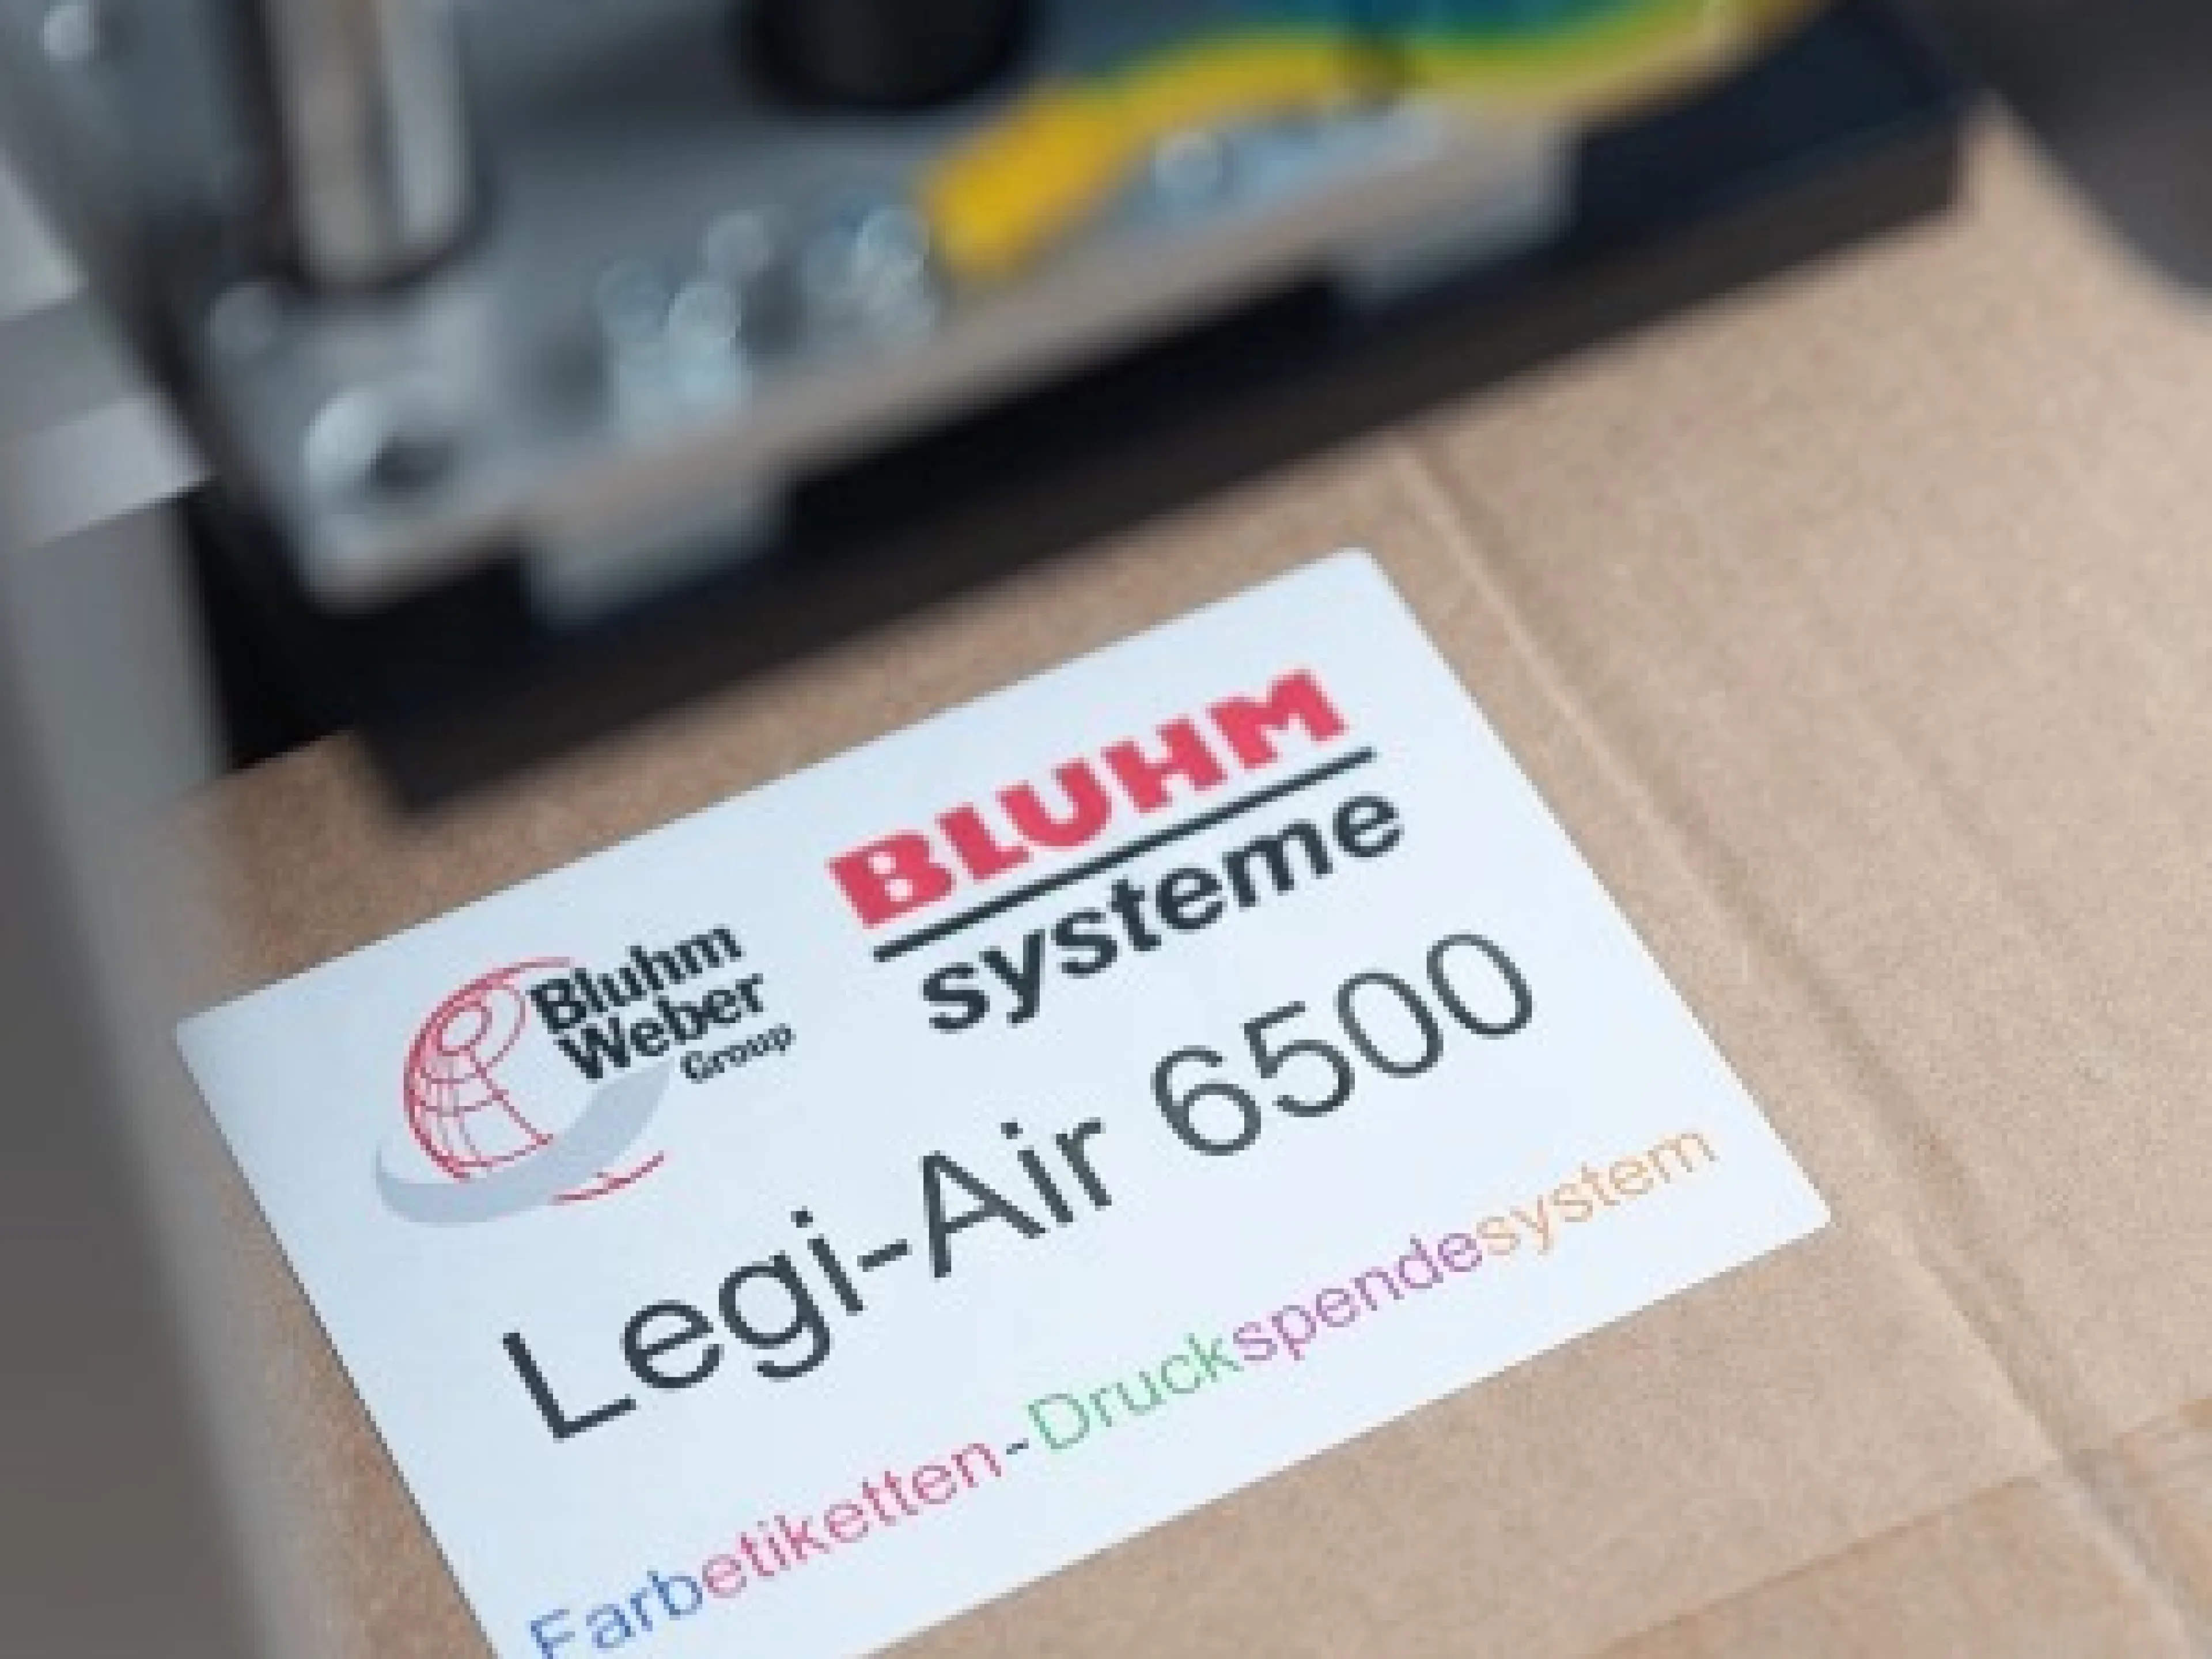 Bluhm
Weber
Group
BLUHM
systeme
Legi-Air 6500
Farbetiketten-Druckspendesystem